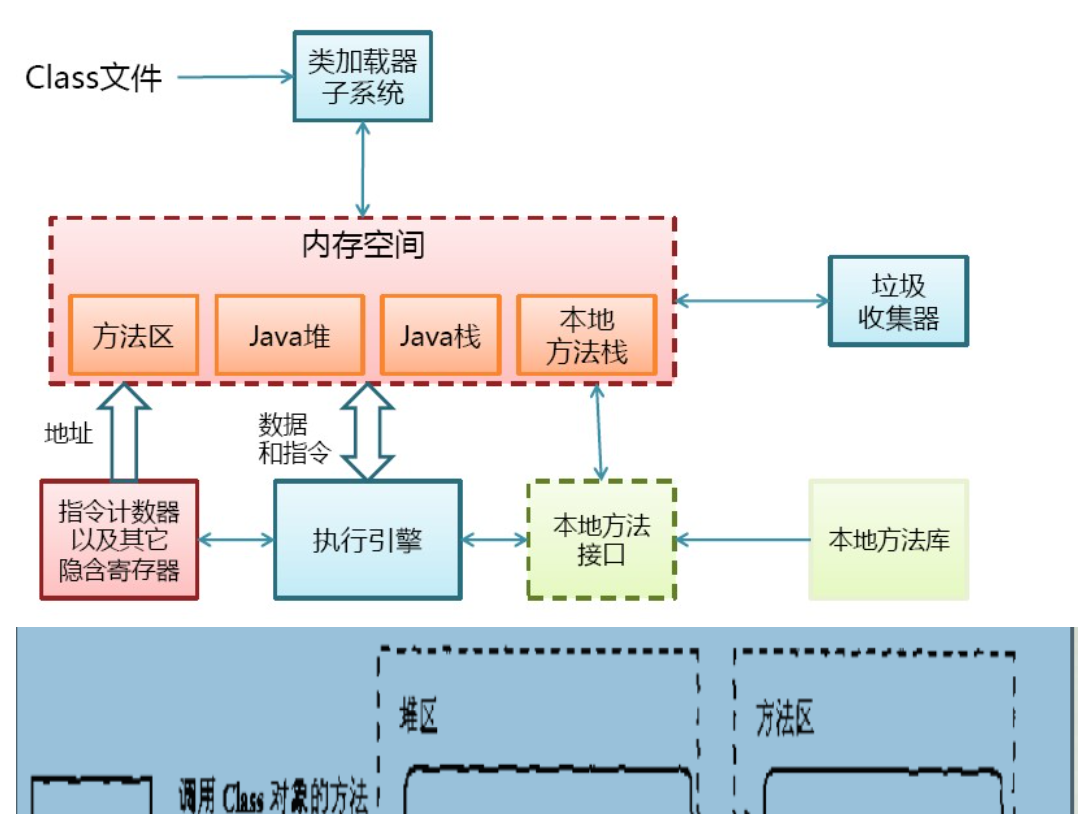 Class文件
类加载器
子系统
内存空间
方法区
Java堆
Java栈
本地
方法栈
垃圾
收集器
地址
数据
和指令
指令计数器
以及其它
隐含寄存器
执行引擎
本地方法
接口
本地方法库
堆区
方法区
调用 Class 对象的方法